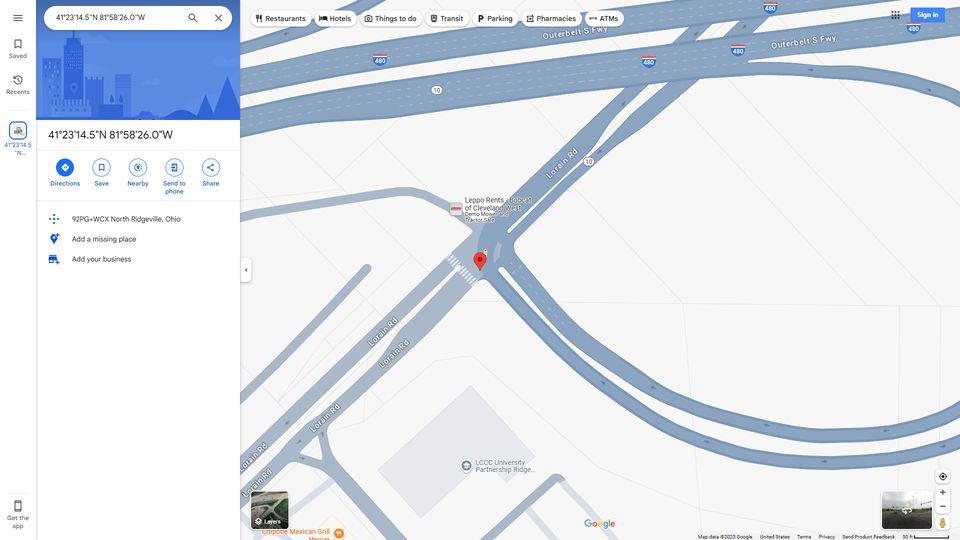 41°23'14.5"N 81°58'26.0"W
Restaurants
Hotels
Things to do
Transit
Parking
Pharmacies
ATMs
Sign in
Saved
Recents
41°23'14.5
"N...
Get the
app
41°23'14.5"N 81°58'26.0"W
Directions
Save
Nearby
Send to
phone
Share
92PG+WCX North Ridgeville, Ohio
Add a missing place
Add your business
480
Outerbelt S Fwy
480
Outerbelt S Fwy
480
480
480
10
Lorain Rd
10
Leppo Rents - Bobcat
of Cleveland West
Demo Mower and
Tractor Sale
Lorain Rd
Lorain Rd
Lorain Rd
Lorain Rd
Lorain Rd
LCCC University
Partnership Ridge...
Layers
Chipotle Mexican Grill
Mexican
Google
Map data ©2025 Google
United States
Terms
Privacy
Send Product Feedback
50 ft